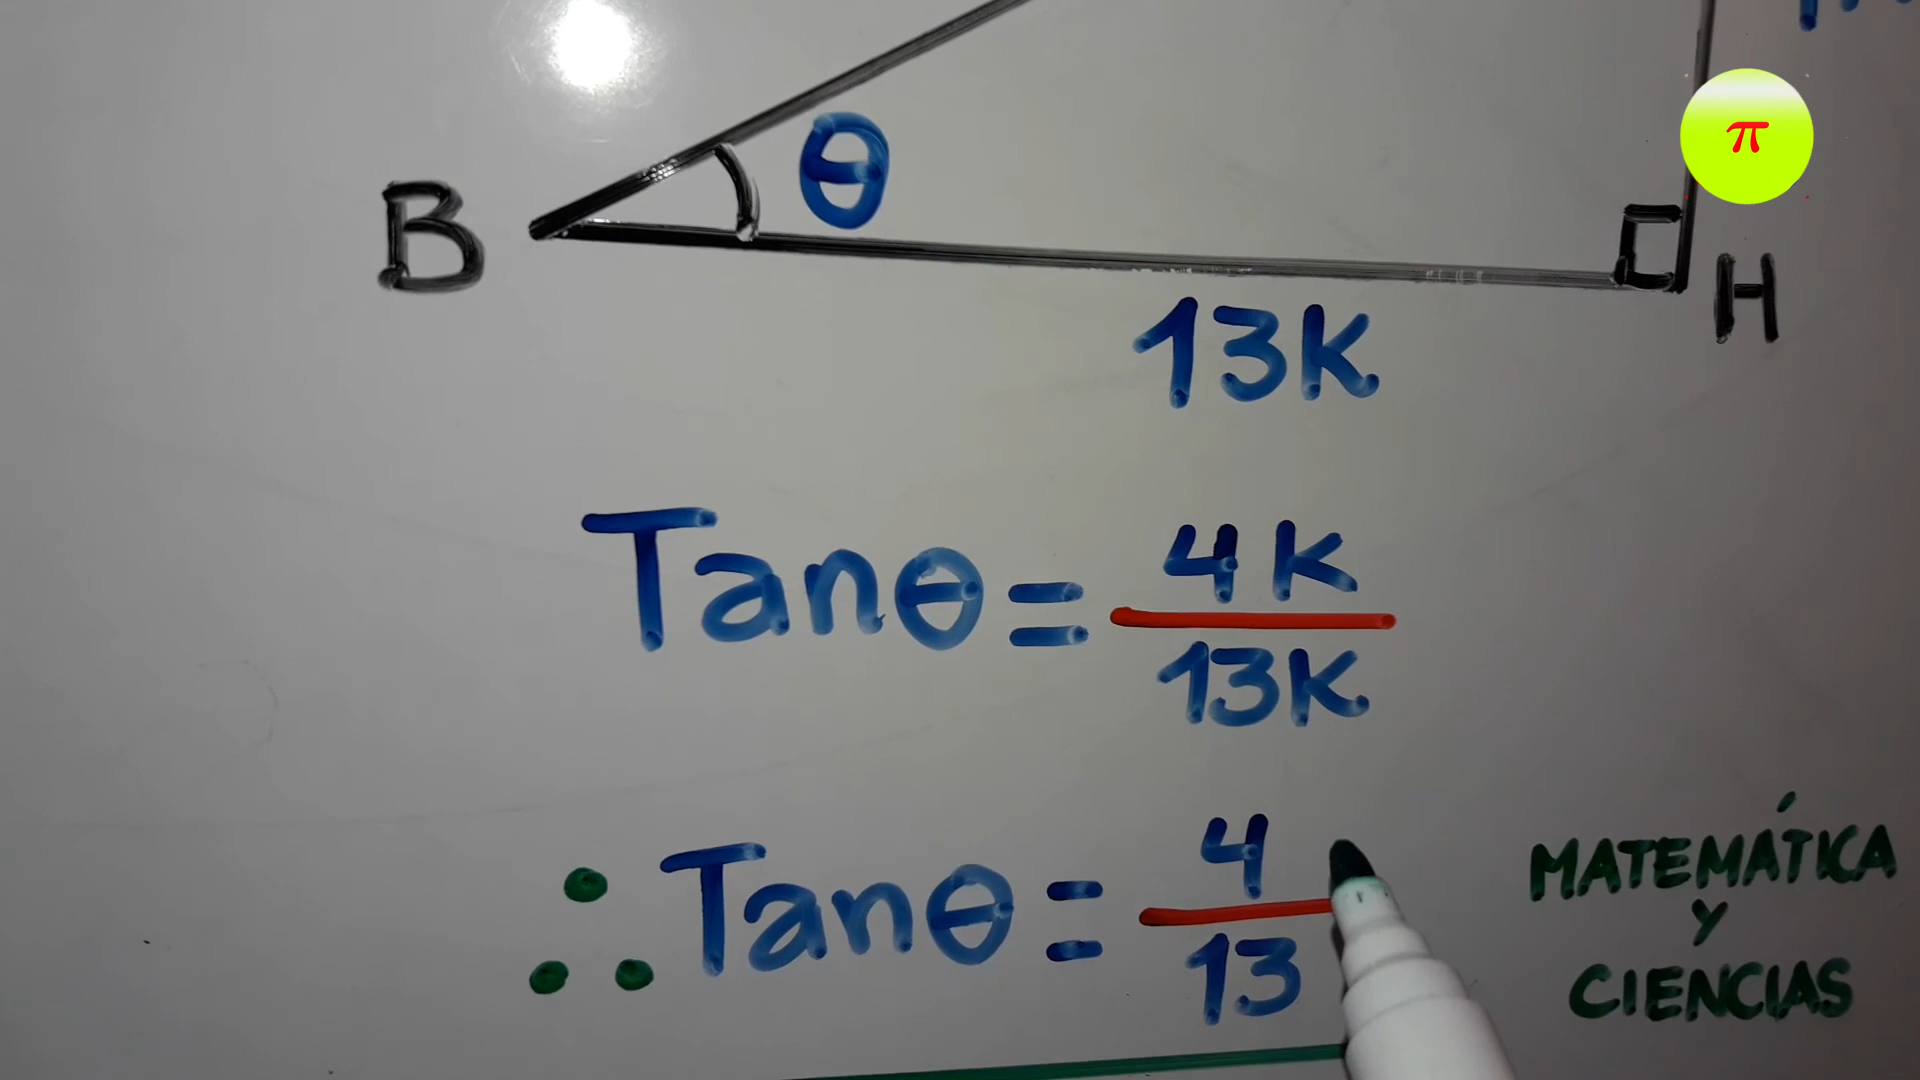 π
θ
B
H
13K
Tanθ = 4K/13K
∴ Tanθ = 4/13
MATEMÁTICA
Y
CIENCIAS